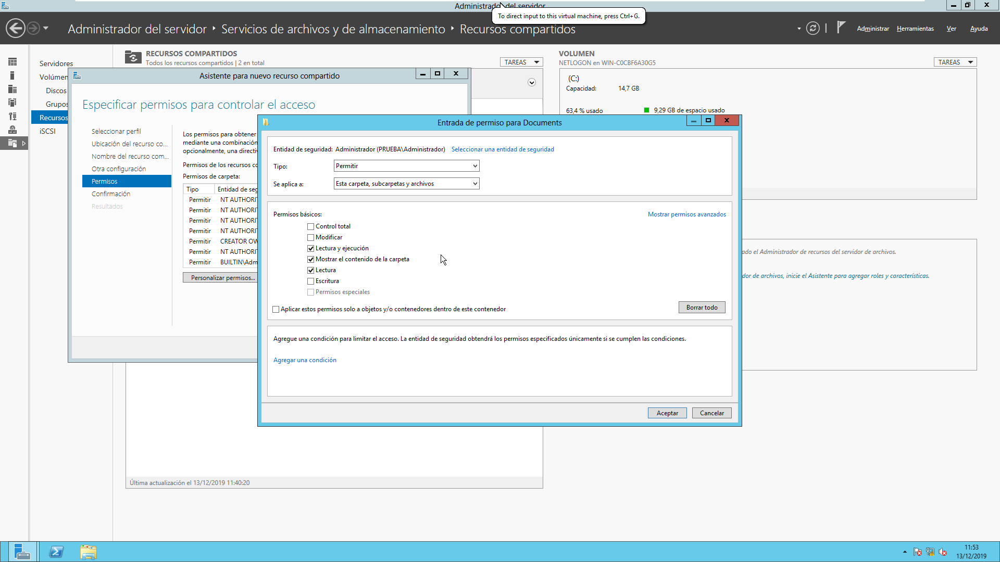 Administrador del servidor
To direct input to this virtual machine, press Ctrl+G.
Administrador del servidor
Servicios de archivos y de almacenamiento
Recursos compartidos
Administrar
Herramientas
Ver
Ayuda
Servidores
Volúmen
Discos
Grupos
Recursos
iSCSI
RECURSOS COMPARTIDOS
Todos los recursos compartidos | 2 en total
TAREAS
VOLUMEN
NETLOGON en WIN-C0CBF6A30G5
TAREAS
(C:)
Capacidad: 14,7 GB
63,4 % usado
9,29 GB de espacio usado
Asistente para nuevo recurso compartido
Especificar permisos para controlar el acceso
Seleccionar perfil
Ubicación del recurso co...
Nombre del recurso com...
Otra configuración
Permisos
Confirmación
Resultados
Los permisos para obtener
mediante una combinación
opcionalmente, una directiv
Permisos de los recursos co
Permisos de carpeta:
Tipo Entidad de seg
Permitir NT AUTHORIT
Permitir NT AUTHORIT
Permitir NT AUTHORIT
Permitir NT AUTHORIT
Permitir CREATOR OW
Permitir NT AUTHORIT
Permitir BUILTIN\Adm
Personalizar permisos...
Entrada de permiso para Documents
Entidad de seguridad: Administrador (PRUEBA\Administrador) Seleccionar una entidad de seguridad
Tipo: Permitir
Se aplica a: Esta carpeta, subcarpetas y archivos
Permisos básicos:
Mostrar permisos avanzados
Control total
Modificar
Lectura y ejecución
Mostrar el contenido de la carpeta
Lectura
Escritura
Permisos especiales
Aplicar estos permisos solo a objetos y/o contenedores dentro de este contenedor
Borrar todo
Agregue una condición para limitar el acceso. La entidad de seguridad obtendrá los permisos especificados únicamente si se cumplen las condiciones.
Agregar una condición
Aceptar
Cancelar
ado el Administrador de recursos del servidor de archivos.
dor de archivos, inicie el Asistente para agregar roles y características.
Última actualización el 13/12/2019 11:40:20
11:53
13/12/2019